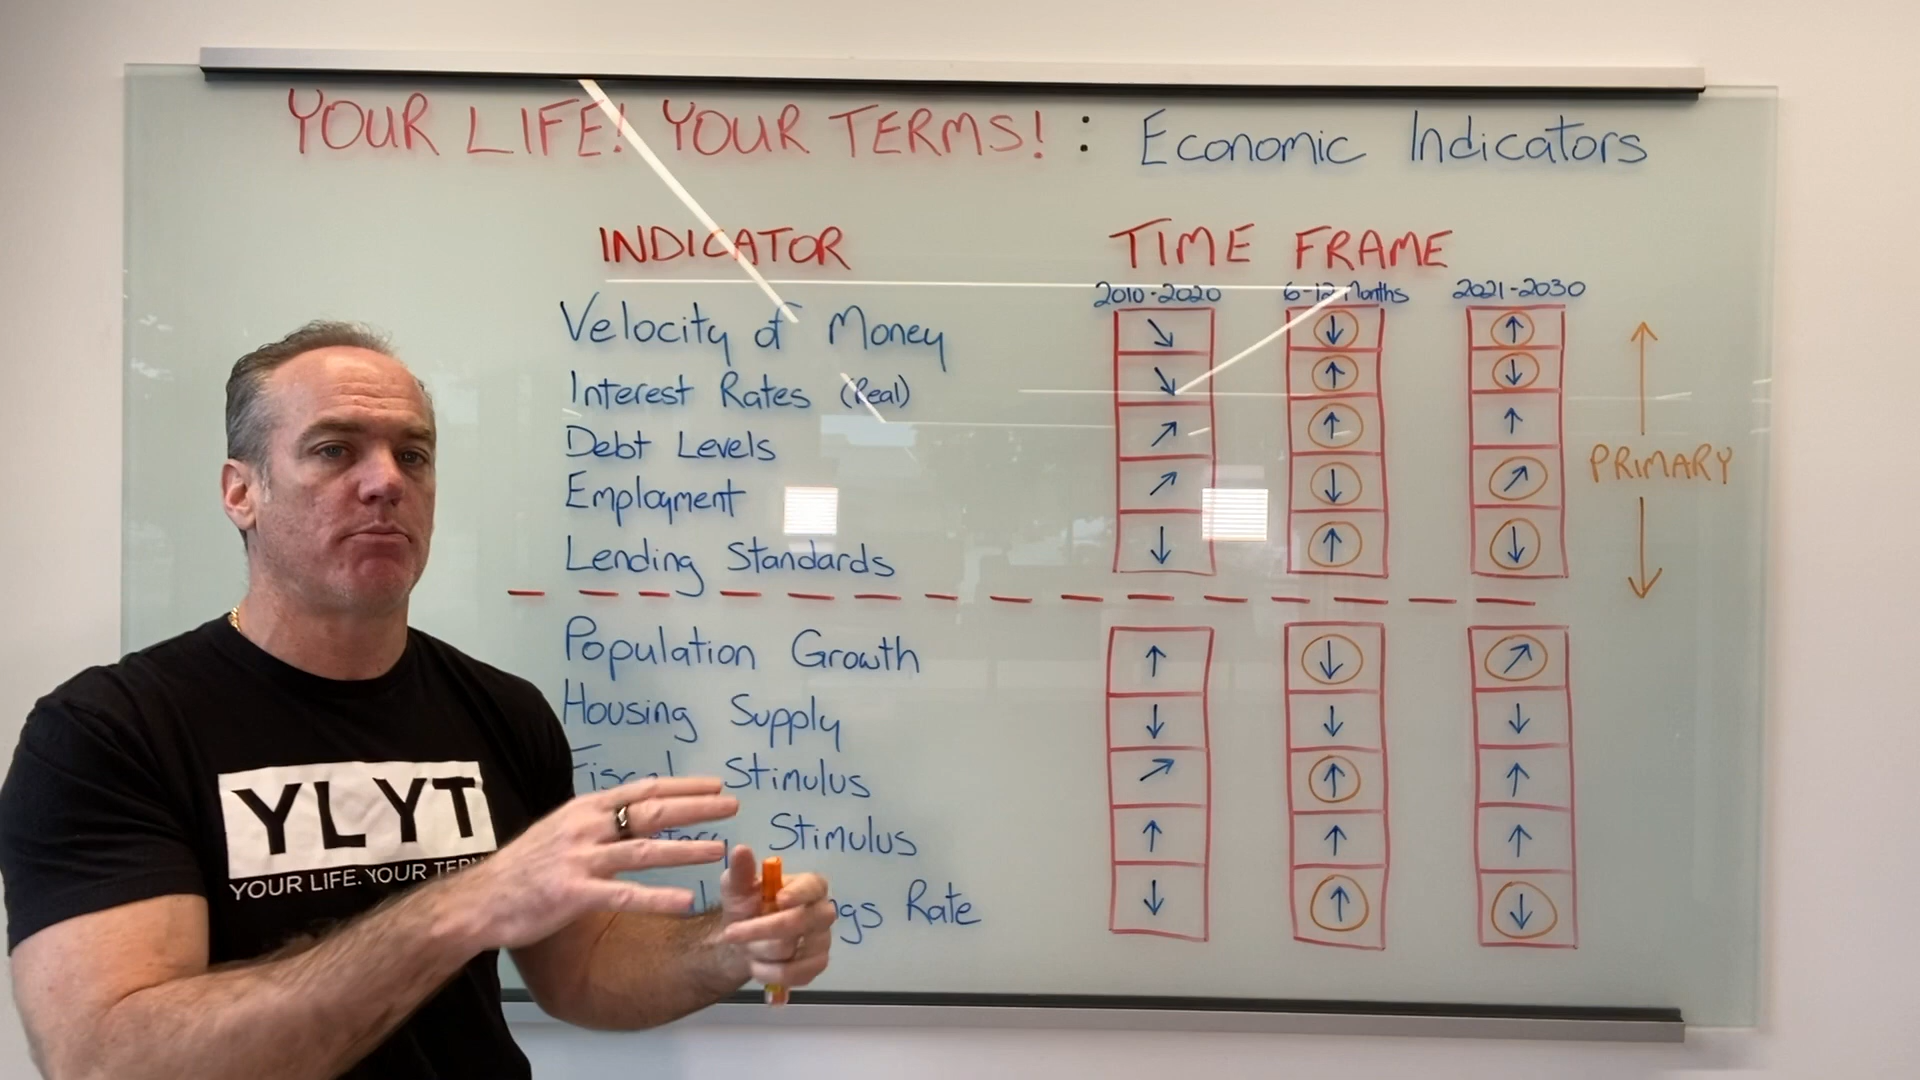 YOUR LIFE! YOUR TERMS! : Economic Indicators
INDICATOR TIME FRAME
2010-2020 6-12 Months 2021-2030
Velocity of Money ↘ ↓ ↑
Interest Rates (Real) ↘ ↑ ↓
Debt Levels ↗ ↑ ↑
PRIMARY
Employment ↗ ↓ ↗
Lending Standards ↓ ↑ ↓
Population Growth ↑ ↓ ↗
Housing Supply ↓ ↓ ↓
Fiscal Stimulus ↗ ↑ ↑
Stimulus ↑ ↑ ↑
Rate ↓ ↑ ↓
YLYT
YOUR LIFE. YOUR